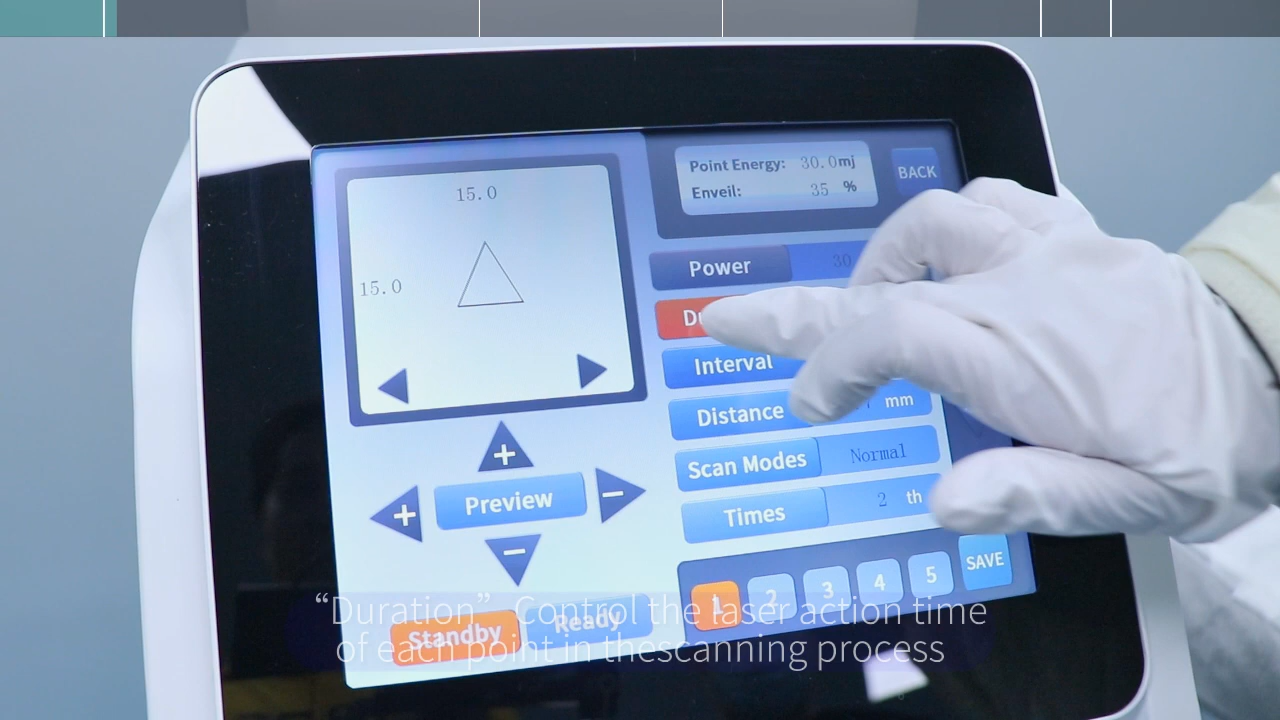 15.0
15.0
Point Energy: 30.0mj
Enveil: 35 %
BACK
Power 30
Interval
Distance mm
Scan Modes Normal
Times 2 th
+
+ Preview −
−
1 2 3 4 5 SAVE
Standby Ready
“Duration” Control the laser action time
of each point in thescanning process